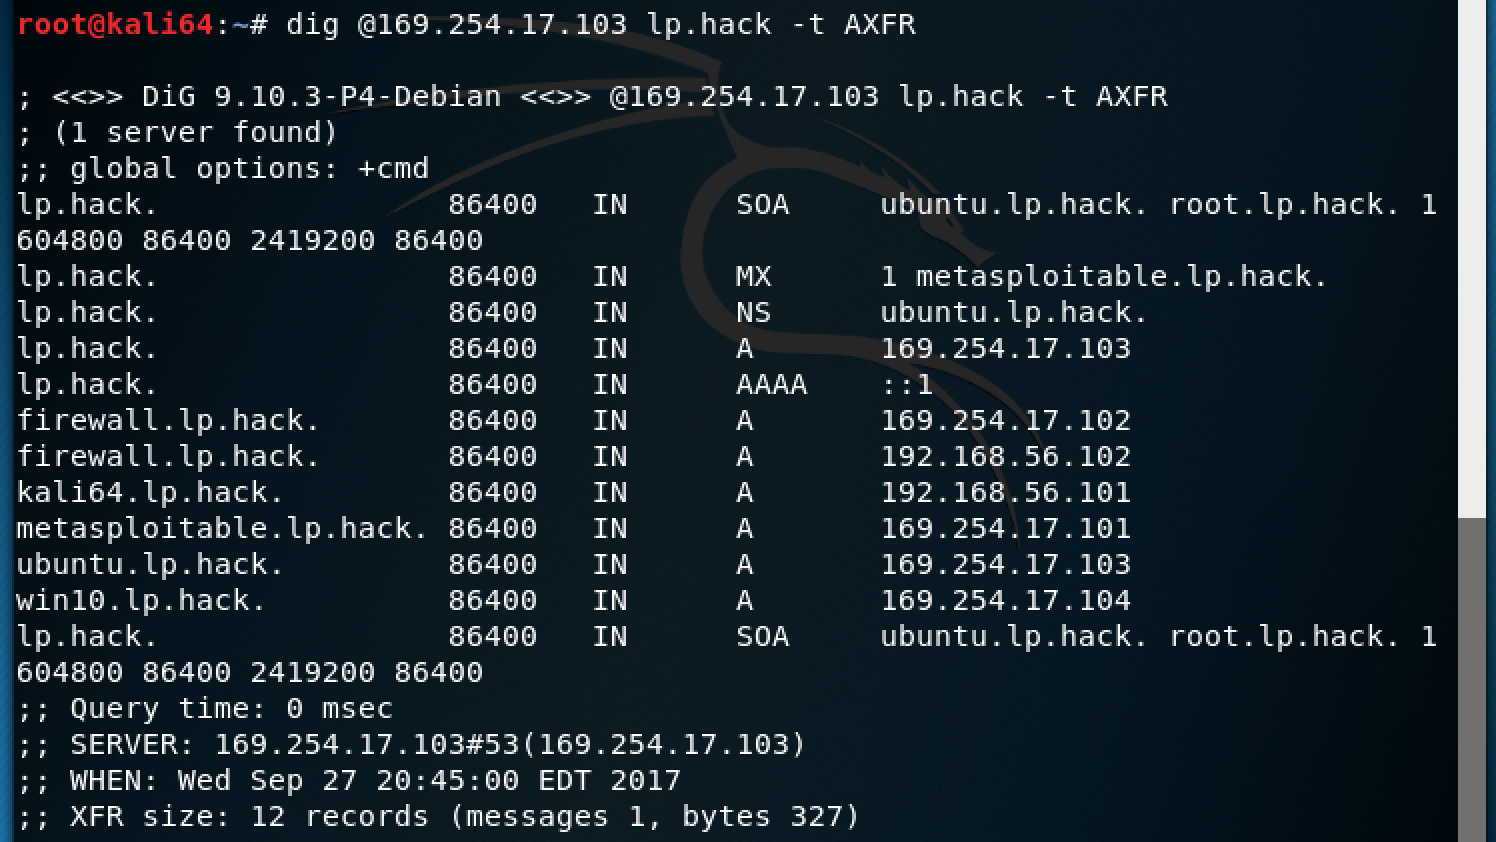 root@kali64:~# dig @169.254.17.103 lp.hack -t AXFR
; <<>> DiG 9.10.3-P4-Debian <<>> @169.254.17.103 lp.hack -t AXFR
; (1 server found)
;; global options: +cmd
lp.hack. 86400 IN SOA ubuntu.lp.hack. root.lp.hack. 1
604800 86400 2419200 86400
lp.hack. 86400 IN MX 1 metasploitable.lp.hack.
lp.hack. 86400 IN NS ubuntu.lp.hack.
lp.hack. 86400 IN A 169.254.17.103
lp.hack. 86400 IN AAAA ::1
firewall.lp.hack. 86400 IN A 169.254.17.102
firewall.lp.hack. 86400 IN A 192.168.56.102
kali64.lp.hack. 86400 IN A 192.168.56.101
metasploitable.lp.hack. 86400 IN A 169.254.17.101
ubuntu.lp.hack. 86400 IN A 169.254.17.103
win10.lp.hack. 86400 IN A 169.254.17.104
lp.hack. 86400 IN SOA ubuntu.lp.hack. root.lp.hack. 1
604800 86400 2419200 86400
;; Query time: 0 msec
;; SERVER: 169.254.17.103#53(169.254.17.103)
;; WHEN: Wed Sep 27 20:45:00 EDT 2017
;; XFR size: 12 records (messages 1, bytes 327)